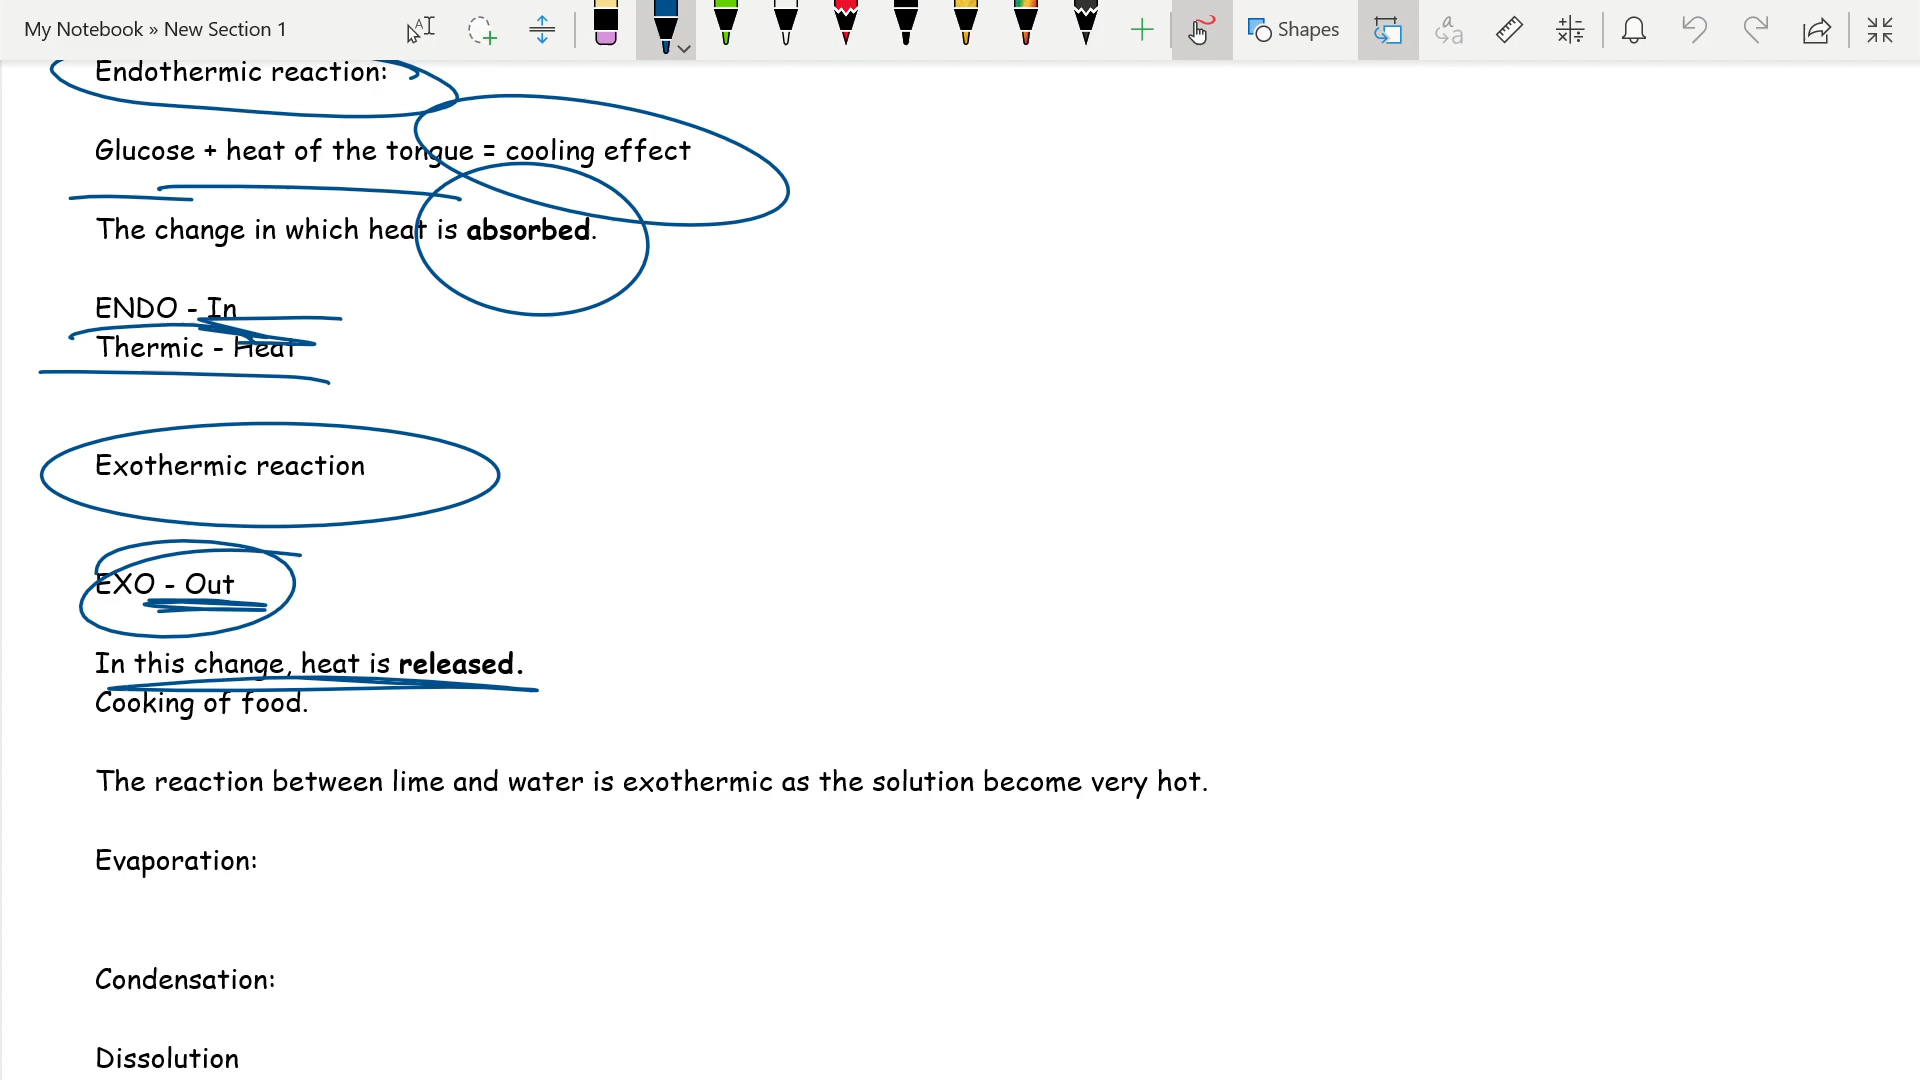 My Notebook » New Section 1
Shapes
Endothermic reaction:
Glucose + heat of the tongue = cooling effect
The change in which heat is absorbed.
ENDO - In
Thermic - Heat
Exothermic reaction
EXO - Out
In this change, heat is released.
Cooking of food.
The reaction between lime and water is exothermic as the solution become very hot.
Evaporation:
Condensation:
Dissolution